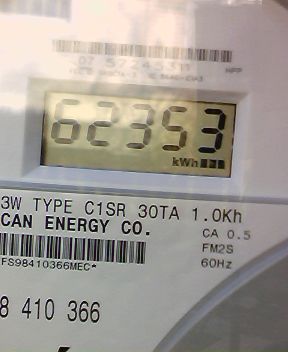 62353
kWh
3W TYPE C1SR 30TA 1.0Kh
CAN ENERGY CO.
CA 0.5
FM2S
60Hz
FS98410366MEC*
8 410 366